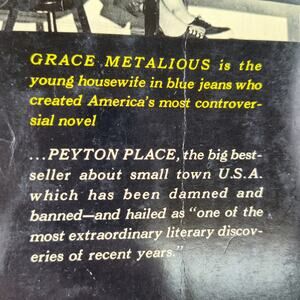 GRACE METALIOUS is the
young housewife in blue jeans who
created America's most controver-
sial novel
...PEYTON PLACE, the big best-
seller about small town U.S.A.
which has been damned and
banned—and hailed as "one of the
most extraordinary literary discov-
eries of recent years."